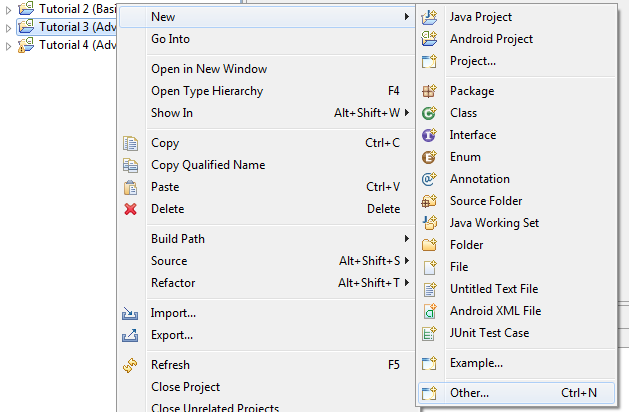 Tutorial 2 (Basi
Tutorial 3 (Adv
Tutorial 4 (Adv
New
Go Into
Open in New Window
Open Type Hierarchy F4
Show In Alt+Shift+W
Copy Ctrl+C
Copy Qualified Name
Paste Ctrl+V
Delete Delete
Build Path
Source Alt+Shift+S
Refactor Alt+Shift+T
Import...
Export...
Refresh F5
Close Project
Close Unrelated Projects
Java Project
Android Project
Project...
Package
Class
Interface
Enum
Annotation
Source Folder
Java Working Set
Folder
File
Untitled Text File
Android XML File
JUnit Test Case
Example...
Other... Ctrl+N